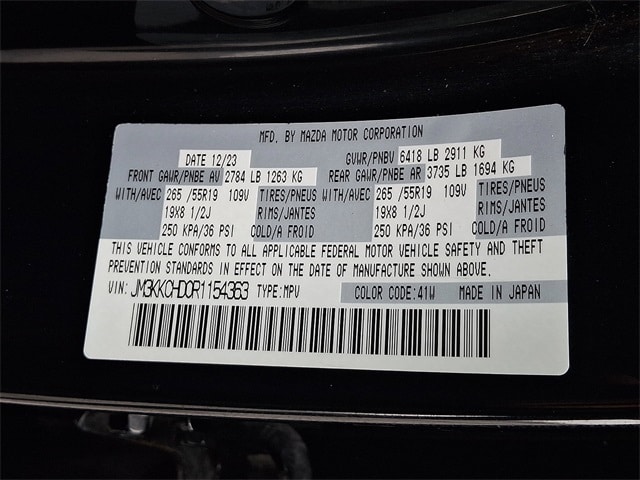 MFD. BY MAZDA MOTOR CORPORATION
DATE 12/23 GVWR/PNBV 6418 LB 2911 KG
FRONT GAWR/PNBE AV 2784 LB 1263 KG REAR GAWR/PNBE AR 3735 LB 1694 KG
WITH/AVEC 265 /55R19 109V TIRES/PNEUS WITH/AVEC 265 /55R19 109V TIRES/PNEUS
19X8 1/2J RIMS/JANTES 19X8 1/2J RIMS/JANTES
250 KPA/36 PSI COLD/A FROID 250 KPA/36 PSI COLD/A FROID
THIS VEHICLE CONFORMS TO ALL APPLICABLE FEDERAL MOTOR VEHICLE SAFETY AND THEFT
PREVENTION STANDARDS IN EFFECT ON THE DATE OF MANUFACTURE SHOWN ABOVE.
VIN: JM3KKCHD0R1154363 TYPE:MPV COLOR CODE:41W MADE IN JAPAN